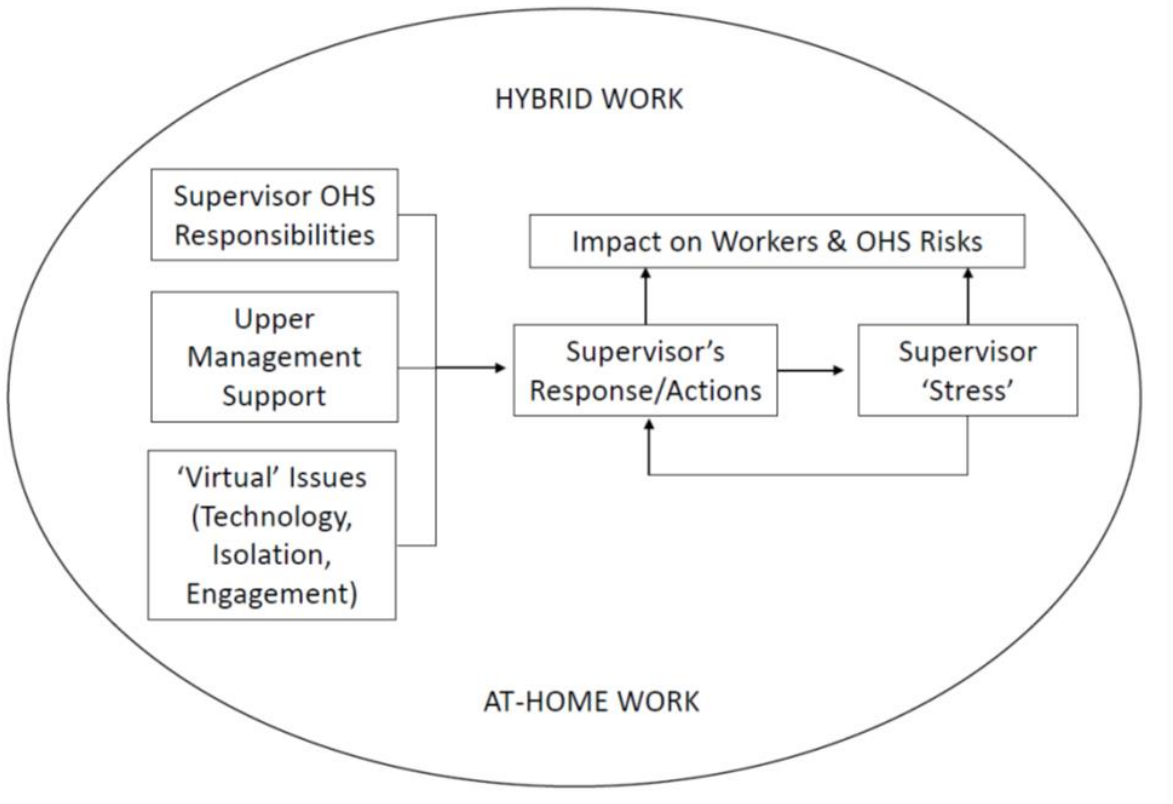 HYBRID WORK
Supervisor OHS
Responsibilities
Upper
Management
Support
‘Virtual’ Issues
(Technology,
Isolation,
Engagement)
Impact on Workers & OHS Risks
Supervisor’s
Response/Actions
Supervisor
‘Stress’
AT-HOME WORK